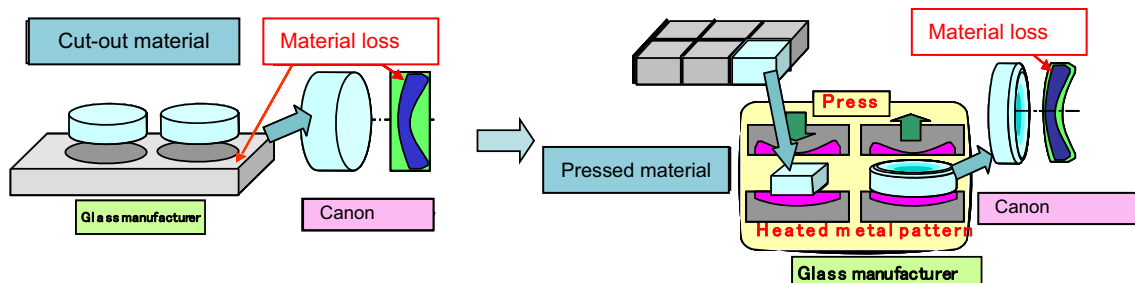 Cut-out material
Material loss
Glass manufacturer
Canon
Material loss
Press
Pressed material
Heated metal pattern
Canon
Glass manufacturer